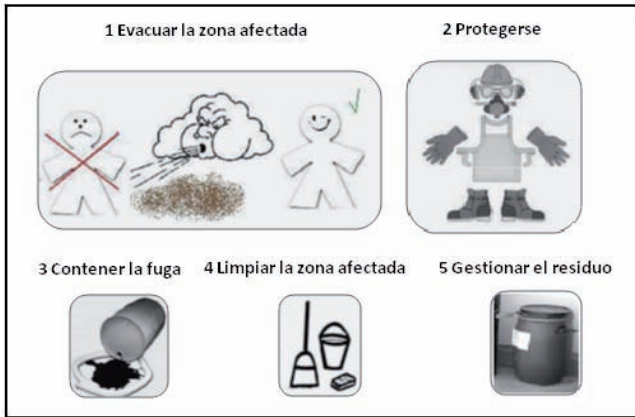 1 Evacuar la zona afectada
2 Protegerse
3 Contener la fuga
4 Limpiar la zona afectada
5 Gestionar el residuo